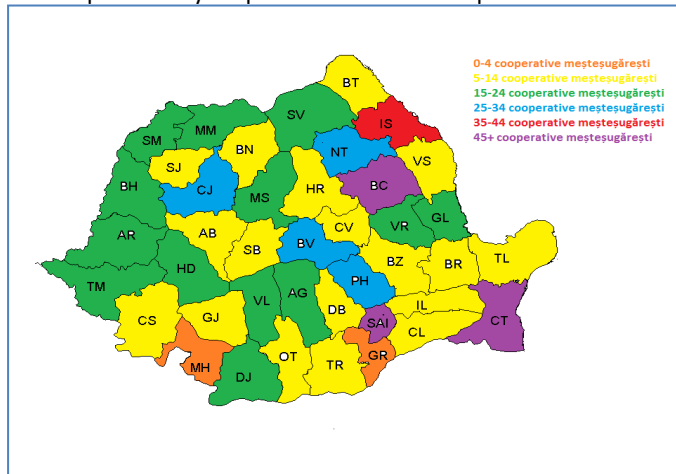 0-4 cooperative meșteșugărești
5-14 cooperative meșteșugărești
15-24 cooperative meșteșugărești
25-34 cooperative meșteșugărești
35-44 cooperative meșteșugărești
45+ cooperative meșteșugărești
BT
SV
IS
MM
SM
BN
NT
SJ
VS
BH
CJ
HR
BC
MS
AR
AB
CV
VR
GL
SB
BV
HD
BZ
BR
TL
TM
PH
VL
AG
IL
CS
GJ
DB
SAI
CT
CL
MH
OT
TR
GR
DJ